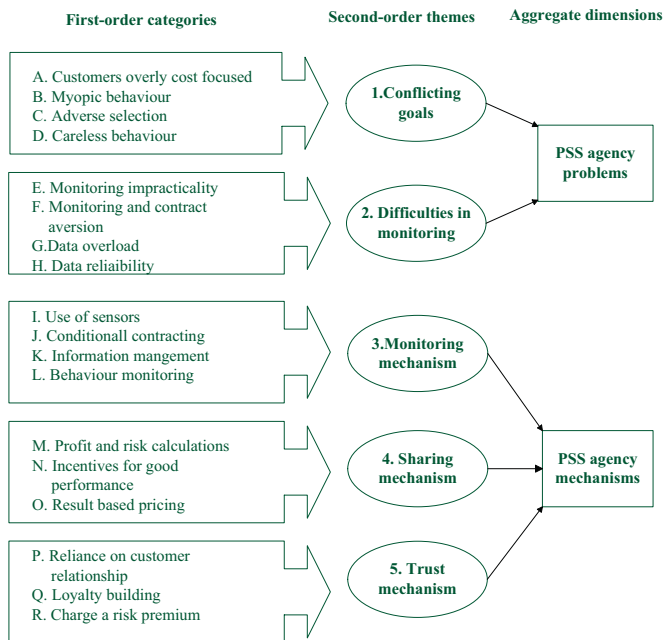 First-order categories
Second-order themes
Aggregate dimensions
A. Customers overly cost focused
B. Myopic behaviour
C. Adverse selection
D. Careless behaviour
1.Conflicting
goals
PSS agency
problems
E. Monitoring impracticality
F. Monitoring and contract
aversion
G.Data overload
H. Data reliaibility
2. Difficulties in
monitoring
I. Use of sensors
J. Conditionall contracting
K. Information mangement
L. Behaviour monitoring
3.Monitoring
mechanism
M. Profit and risk calculations
N. Incentives for good
performance
O. Result based pricing
4. Sharing
mechanism
PSS agency
mechanisms
P. Reliance on customer
relationship
Q. Loyalty building
R. Charge a risk premium
5. Trust
mechanism